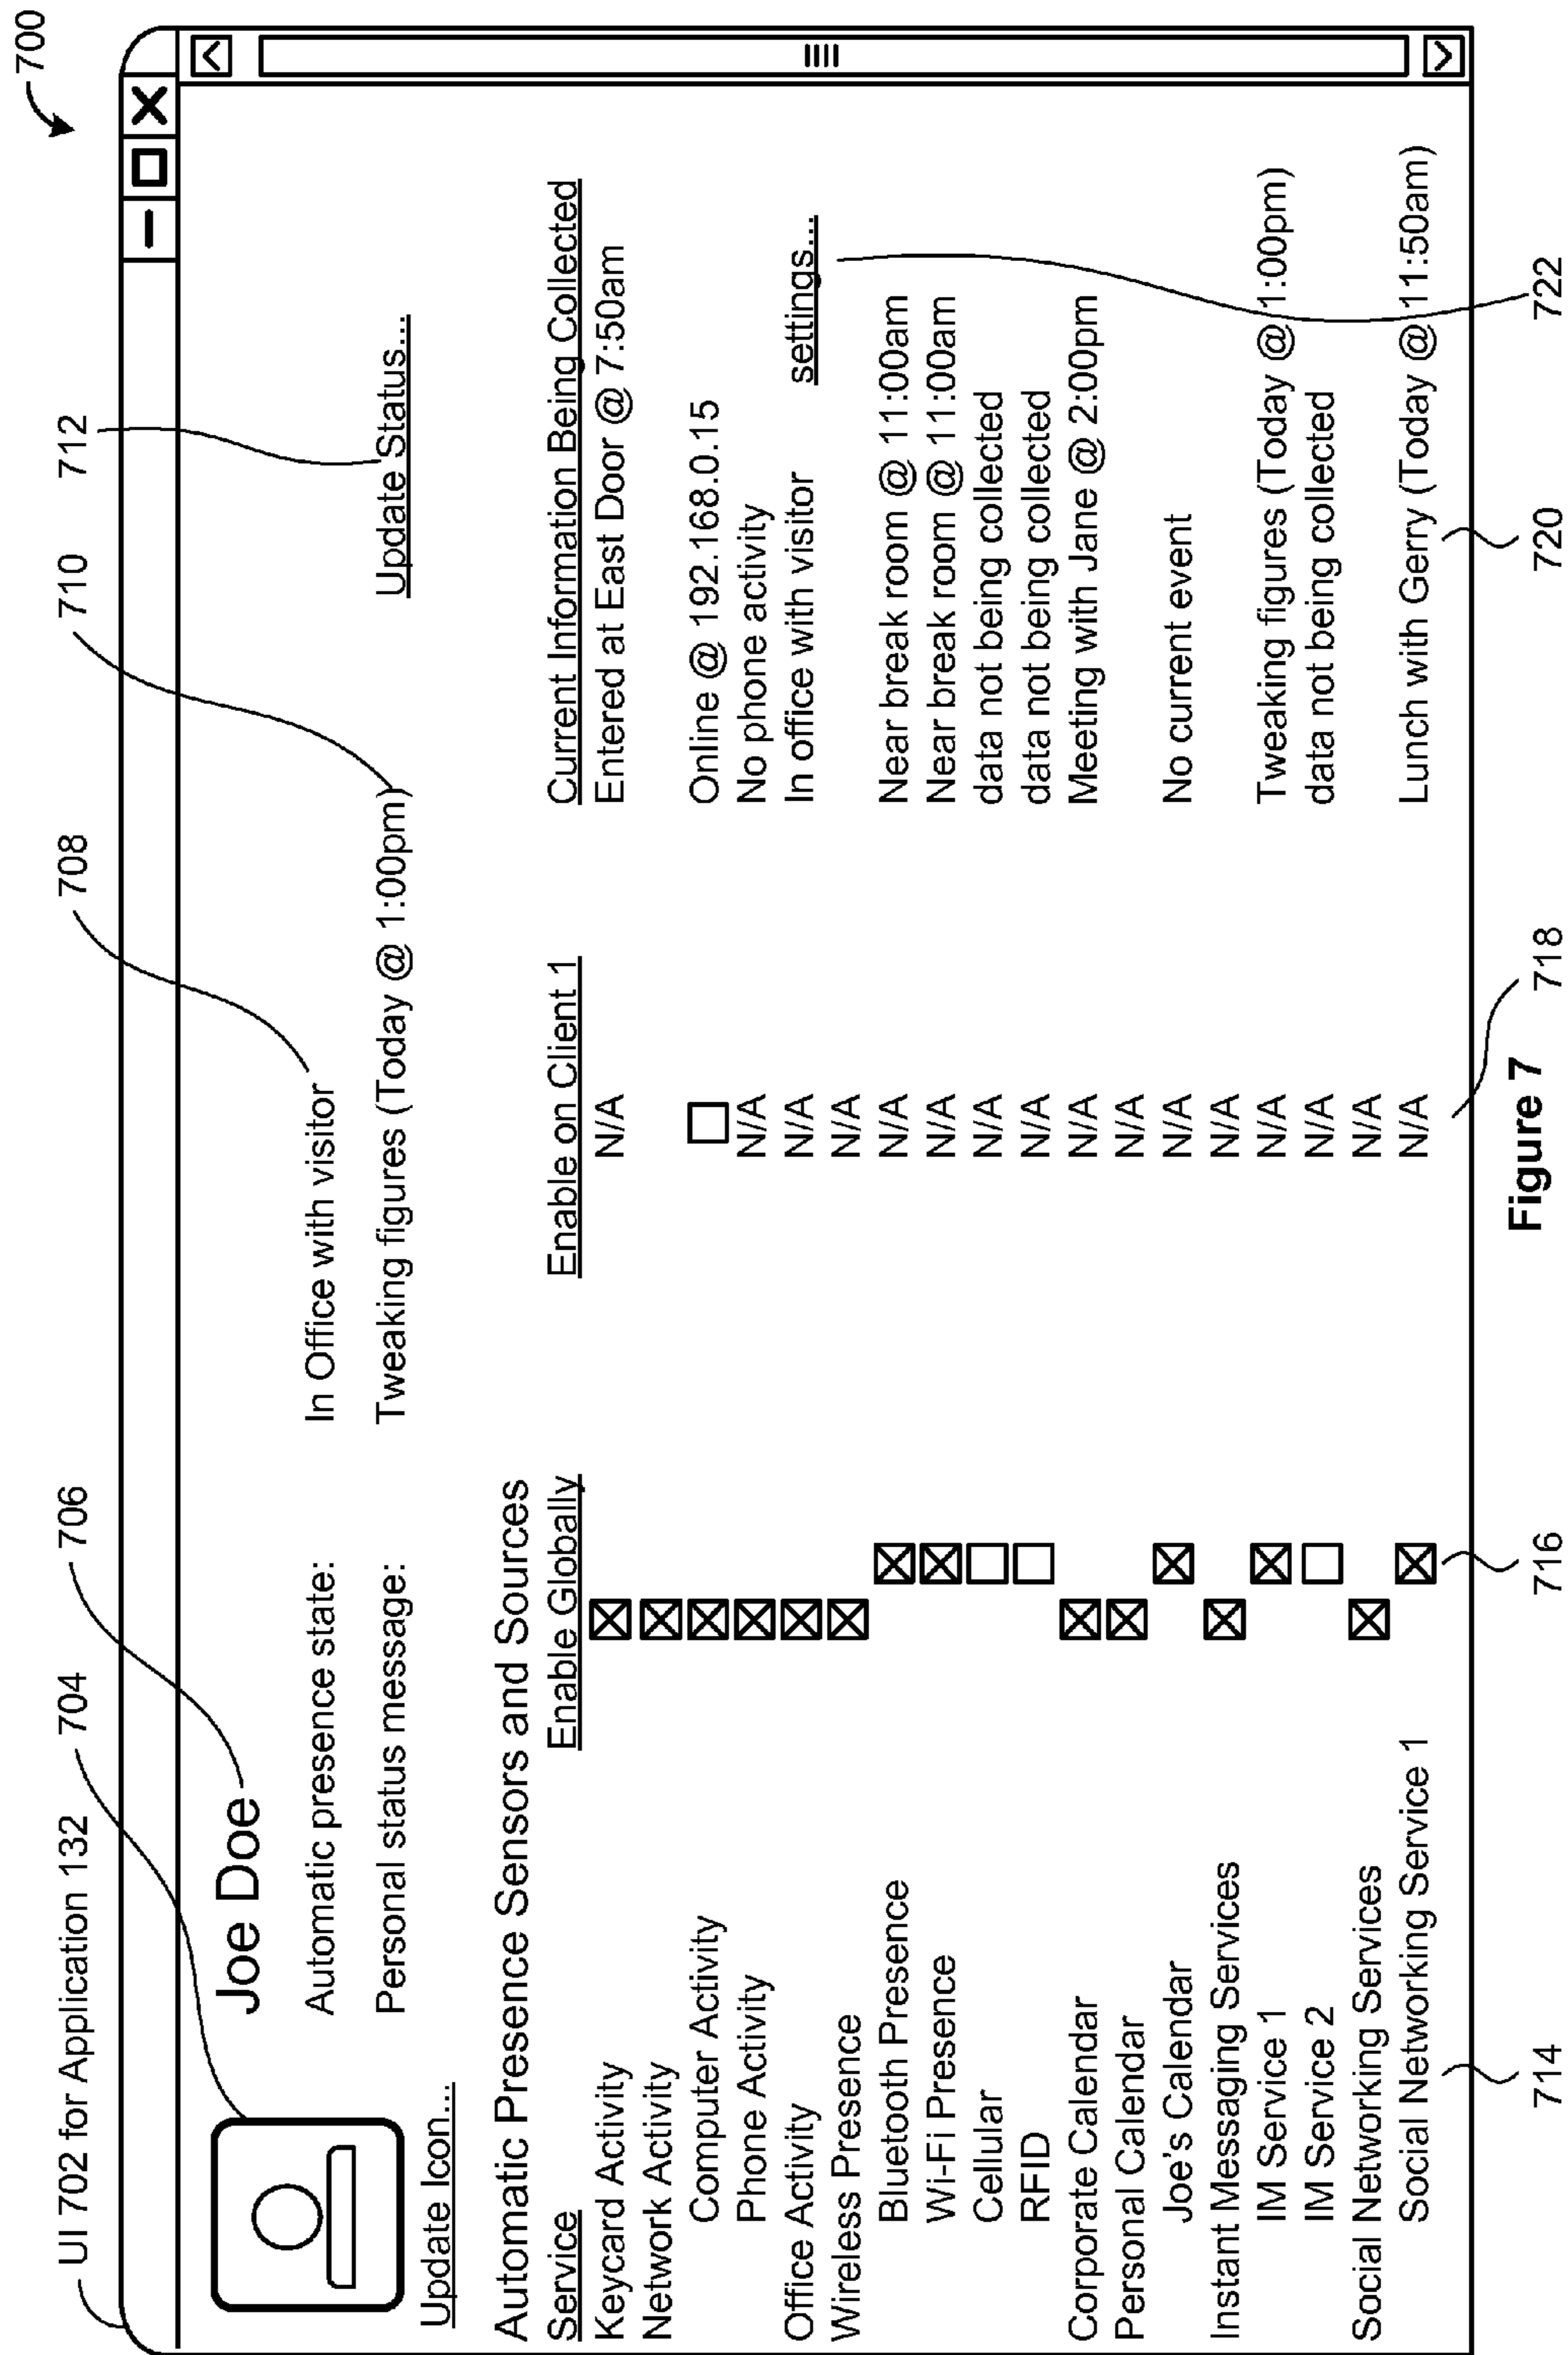 700
UI 702 for Application 132
704
706
708
710
712
Joe Doe
Automatic presence state: In Office with visitor
Personal status message: Tweaking figures (Today @ 1:00pm) Update Status...
Update Icon...
Automatic Presence Sensors and Sources
Service Enable Globally Enable on Client 1 Current Information Being Collected
Keycard Activity N/A Entered at East Door @ 7:50am
Network Activity
Computer Activity Online @ 192.168.0.15
Phone Activity N/A No phone activity
Office Activity N/A In office with visitor settings...
Wireless Presence N/A
Bluetooth Presence N/A Near break room @ 11:00am
Wi-Fi Presence N/A Near break room @ 11:00am
Cellular N/A data not being collected
RFID N/A data not being collected
Corporate Calendar N/A Meeting with Jane @ 2:00pm
Personal Calendar N/A
Joe's Calendar N/A No current event
Instant Messaging Services N/A
IM Service 1 N/A Tweaking figures (Today @ 1:00pm)
IM Service 2 N/A data not being collected
Social Networking Services N/A
Social Networking Service 1 N/A Lunch with Gerry (Today @ 11:50am)
714
716
718
720
722
Figure 7